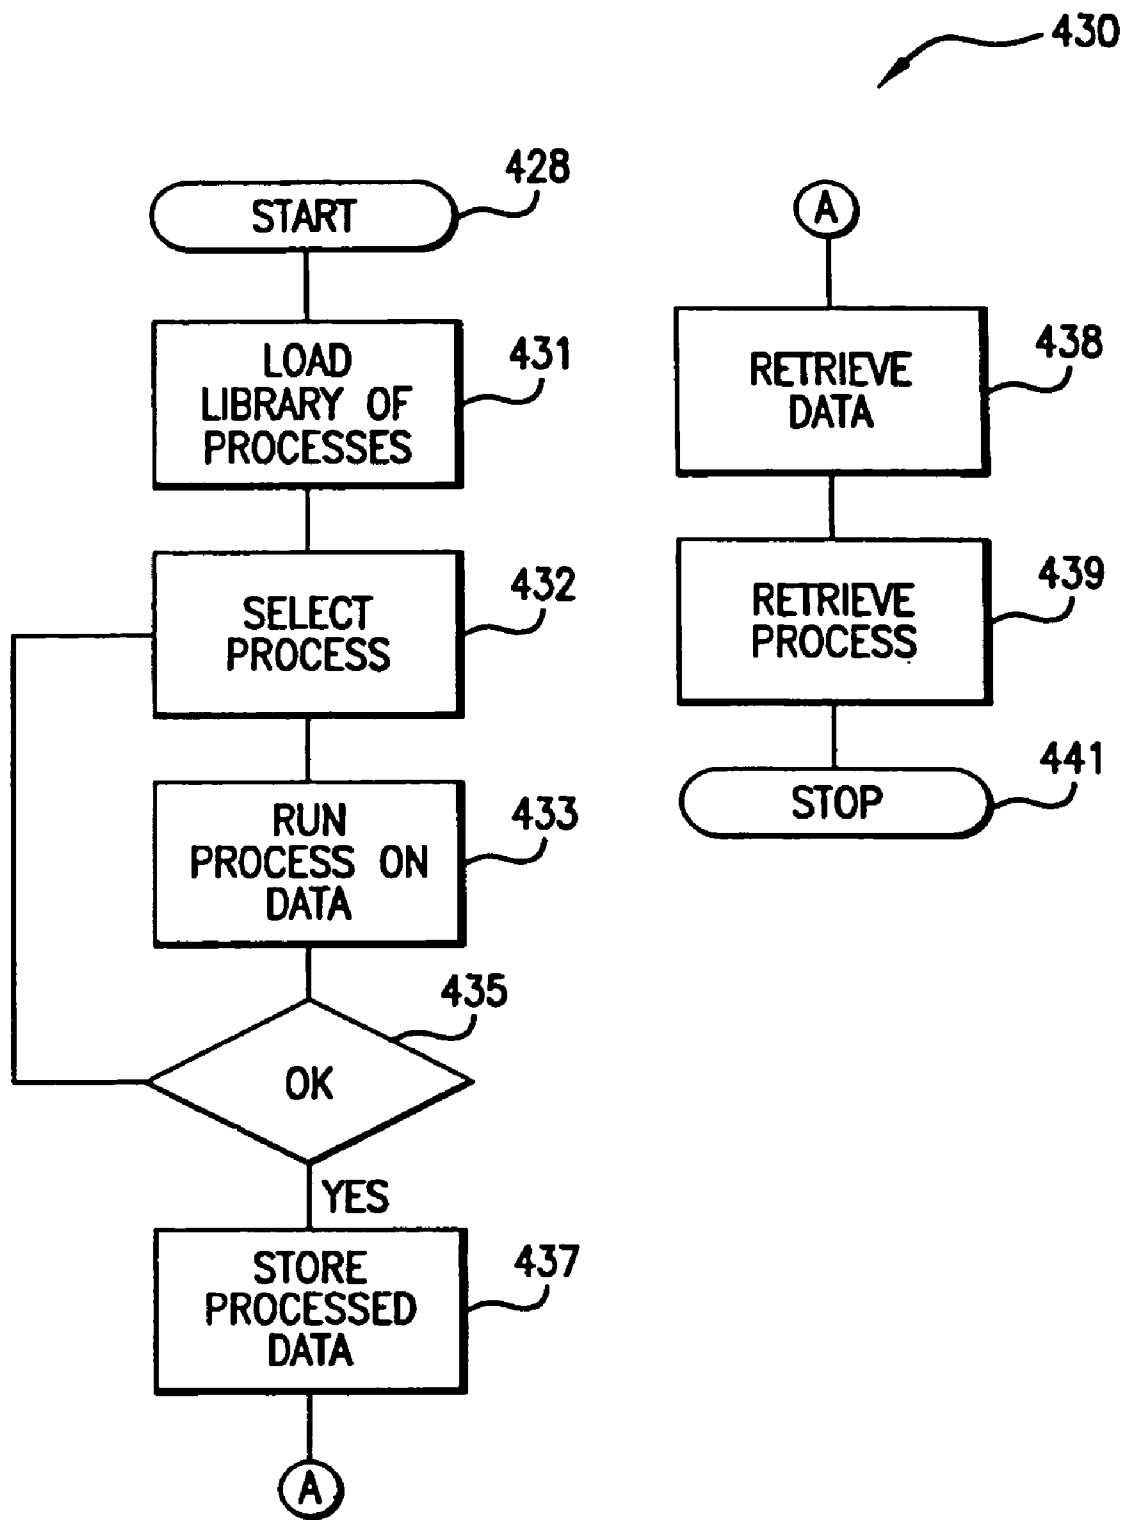 430
428
START
431
LOAD
LIBRARY OF
PROCESSES
432
SELECT
PROCESS
433
RUN
PROCESS ON
DATA
435
OK
YES
437
STORE
PROCESSED
DATA
A
A
438
RETRIEVE
DATA
439
RETRIEVE
PROCESS
441
STOP